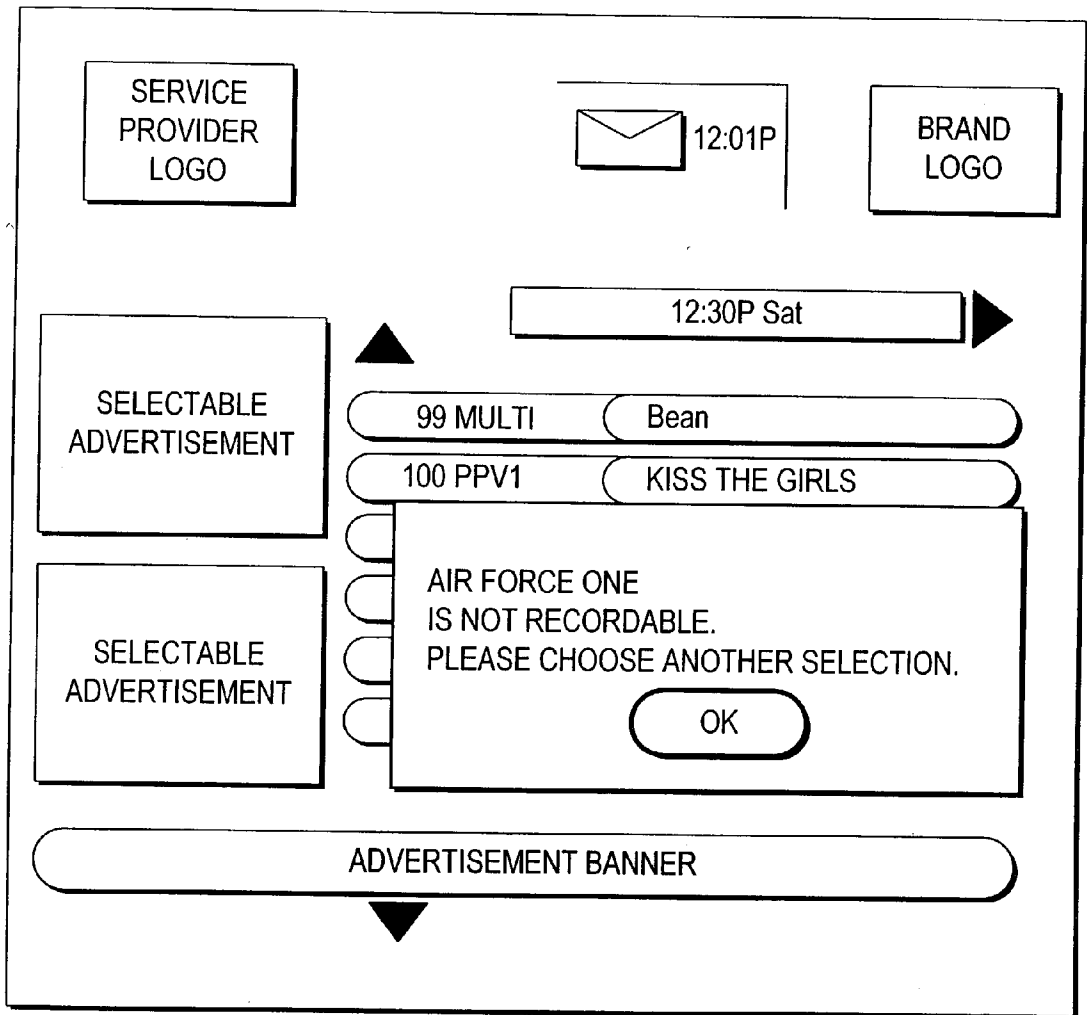 SERVICE
PROVIDER
LOGO
12:01P
BRAND
LOGO
12:30P Sat
SELECTABLE
ADVERTISEMENT
99 MULTI Bean
100 PPV1 KISS THE GIRLS
AIR FORCE ONE
IS NOT RECORDABLE.
PLEASE CHOOSE ANOTHER SELECTION.
OK
SELECTABLE
ADVERTISEMENT
ADVERTISEMENT BANNER